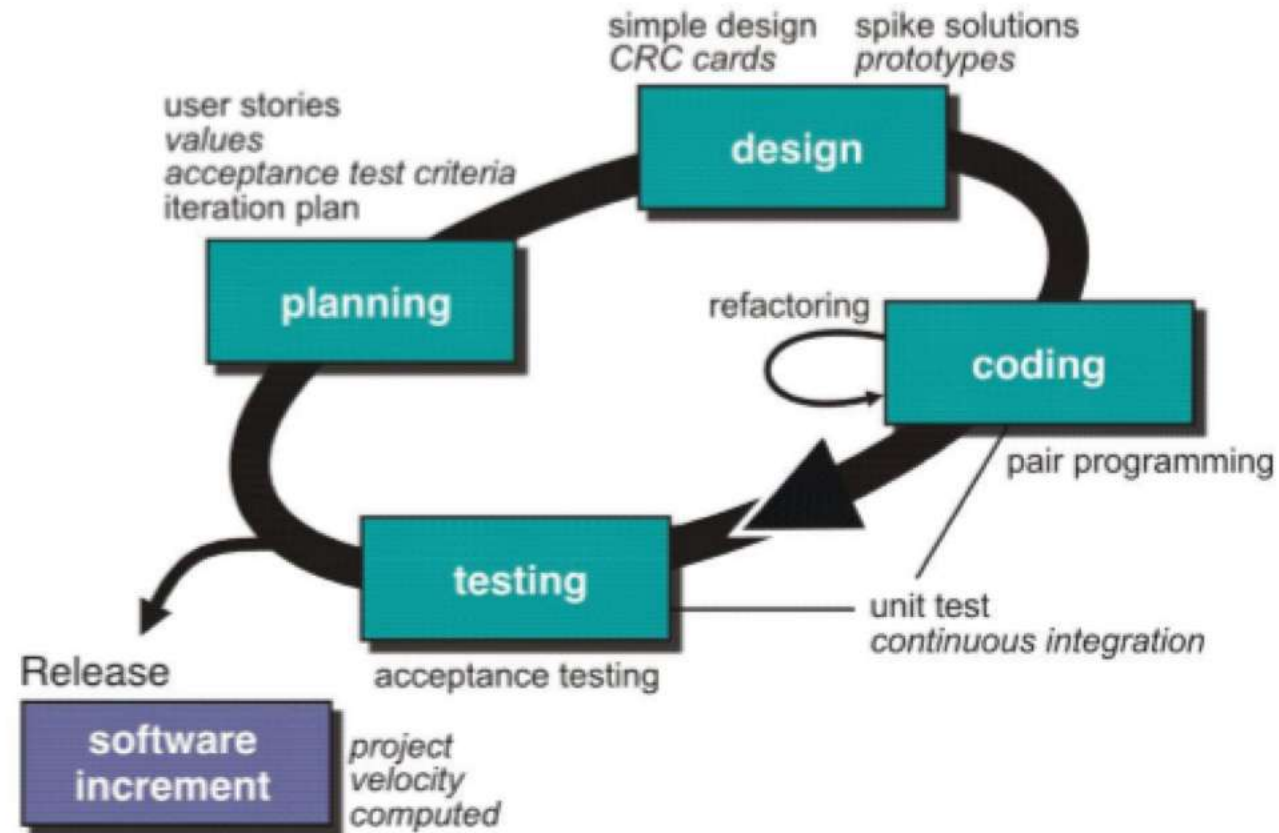 simple design
CRC cards
spike solutions
prototypes
design
user stories
values
acceptance test criteria
iteration plan
planning
refactoring
coding
pair programming
testing
unit test
continuous integration
acceptance testing
Release
software
increment
project
velocity
computed